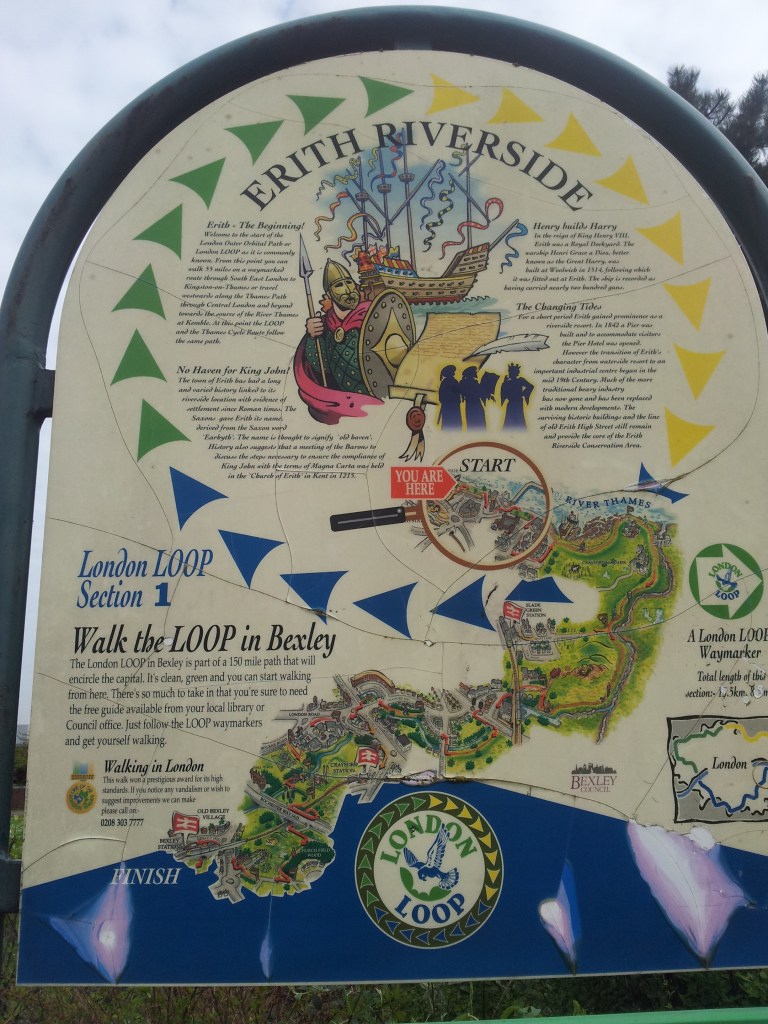 ERITH RIVERSIDE
Erith - The Beginning!
Welcome to the start of the
London Outer Orbital Path or
London LOOP as it is commonly
known. From this point you can
walk 55 miles on a waymarked
route through South East London to
Kingston-on-Thames or travel
westwards along the Thames Path
through Central London and beyond
towards the source of the River Thames
at Kemble. At this point the LOOP
and the Thames Cycle Route follow
the same path.
No Haven for King John!
The town of Erith has had a long
and varied history linked to its
riverside location with evidence of
settlement since Roman times. The
Saxons gave Erith its name,
derived from the Saxon word
The name is thought to signify 'old haven'.
History also suggests that a meeting of the Barons to
discuss the steps necessary to ensure the compliance of
King John with the terms of Magna Carta was held
in the 'Church of Erith' in Kent in 1215.
Henry builds Harry
In the reign of King Henry VIII,
Erith was a Royal Dockyard. The
warship Henri Grace a Dieu, better
known as the Great Harry, was
built at Woolwich in 1514, following which
it was fitted out at Erith. The ship is recorded as
having carried nearly two hundred guns.
The Changing Tides
For a short period Erith gained prominence as a
riverside resort. In 1842 a Pier was
built and to accommodate visitors
the Pier Hotel was opened.
However the transition of Erith's
character from waterside resort to an
important industrial centre began in the
mid 19th Century. Much of the more
traditional heavy industry
has now gone and has been replaced
with modern developments. The
surviving historic buildings and the line
of old Erith High Street still remain
and provide the core of the Erith
Riverside Conservation Area.
START
YOU ARE
HERE
RIVER THAMES
SLADE
GREEN
STATION
London LOOP
Section 1
Walk the LOOP in Bexley
The London LOOP in Bexley is part of a 150 mile path that will
encircle the capital. It's clean, green and you can start walking
from here. There's so much to take in that you're sure to need
the free guide available from your local library or
Council office. Just follow the LOOP waymarkers
and get yourself walking.
LONDON
LOOP
A London LOOP
Waymarker
Total length of this
section:-
LONDON ROAD
CRAYFORD
STATION
Walking in London
This walk won a prestigious award for its high
standards. If you notice any vandalism or wish to
suggest improvements we can make
please call on:-
0208 303 7777
OLD BEXLEY
VILLAGE
BEXLEY
STATION
FINISH
BEXLEY
COUNCIL
London
LONDON
LOOP